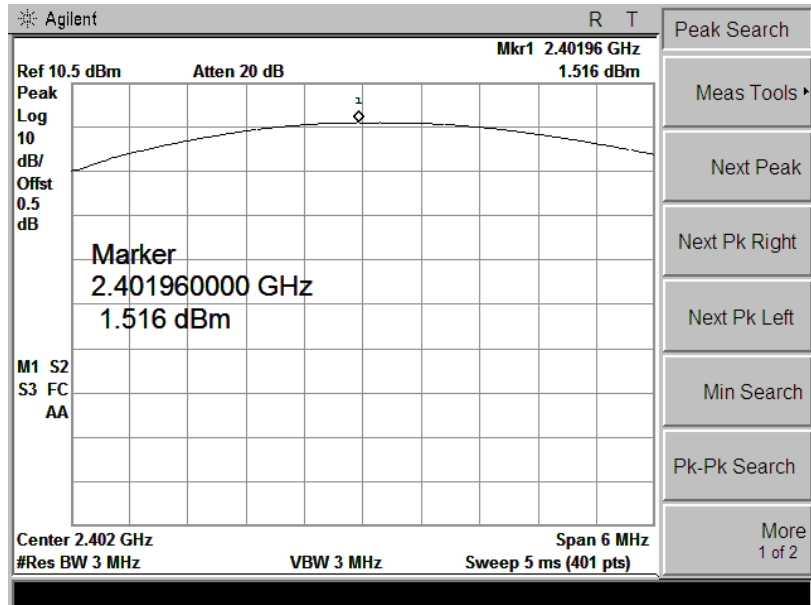 Agilent R T
Mkr1 2.40196 GHz
Ref 10.5 dBm Atten 20 dB 1.516 dBm
Peak
Log
10
dB/
Offst
0.5
dB
1
Marker
2.401960000 GHz
1.516 dBm
M1 S2
S3 FC
AA
Center 2.402 GHz Span 6 MHz
#Res BW 3 MHz VBW 3 MHz Sweep 5 ms (401 pts)
Peak Search
Meas Tools
Next Peak
Next Pk Right
Next Pk Left
Min Search
Pk-Pk Search
More
1 of 2